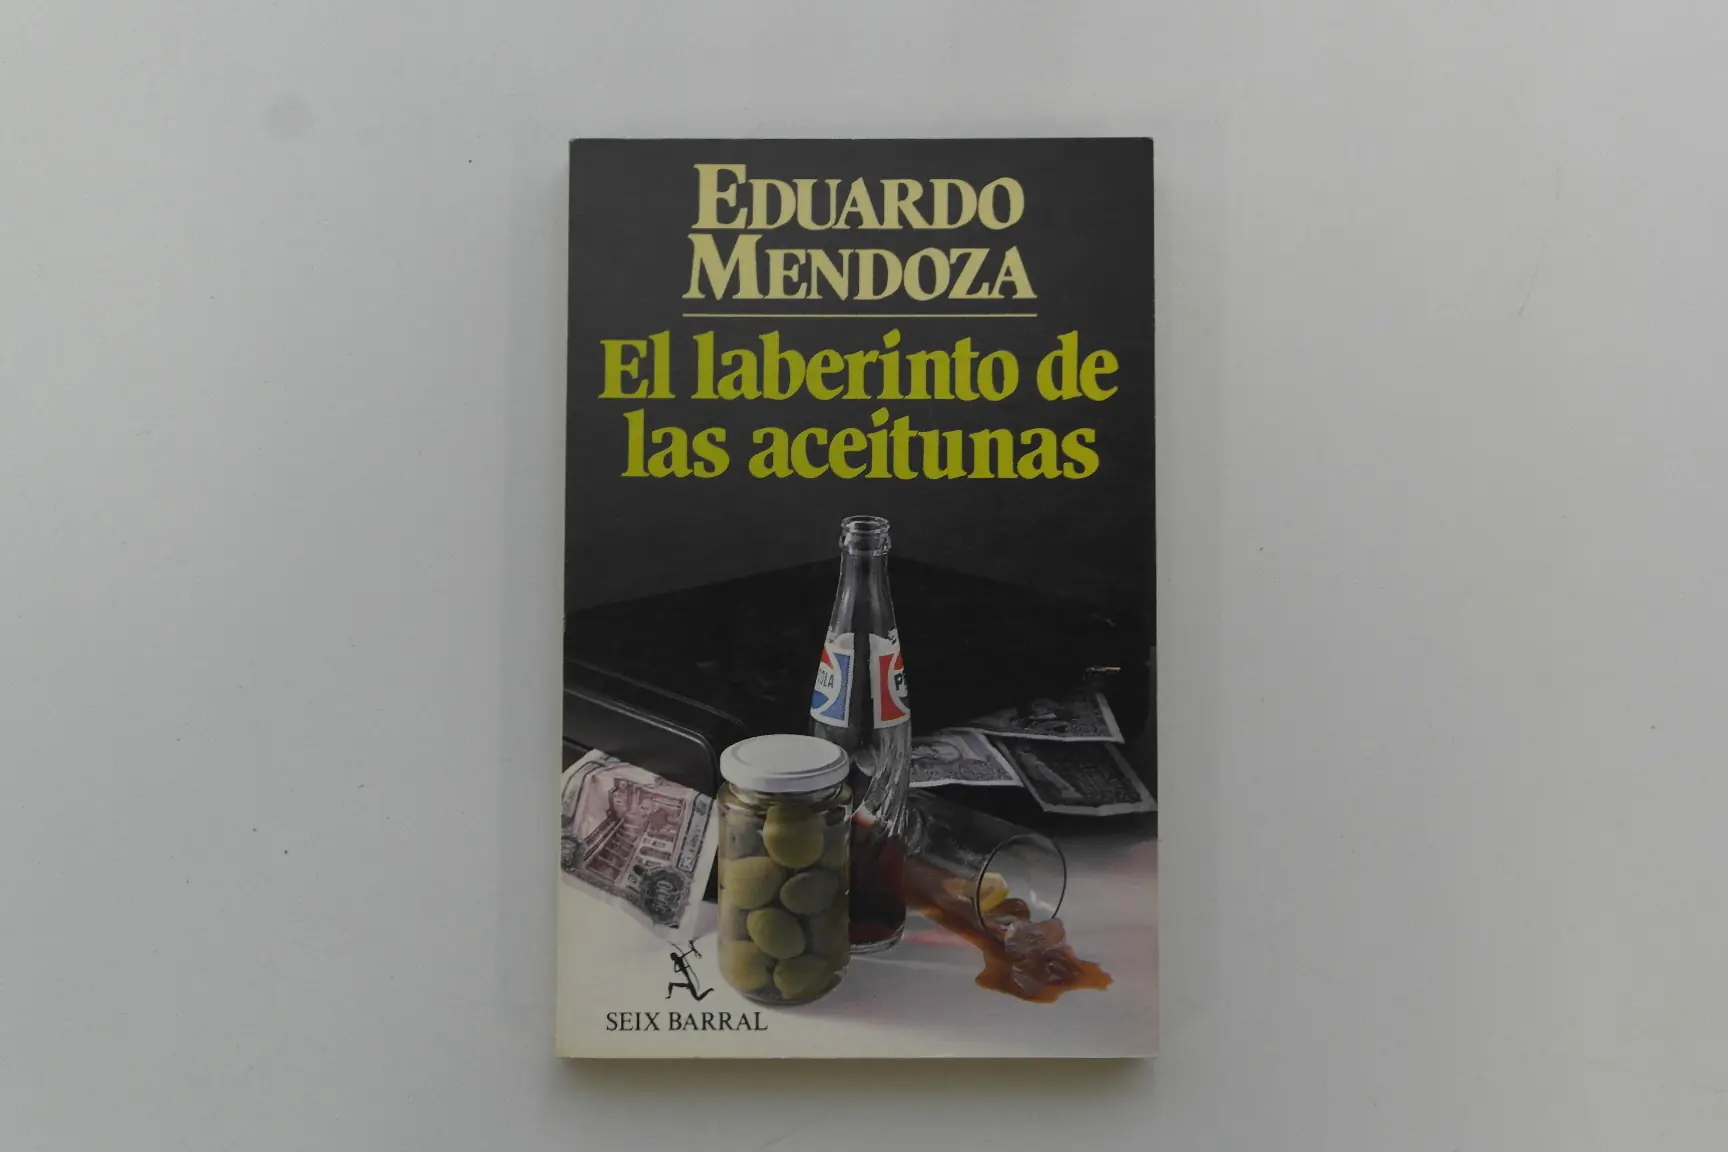 EDUARDO
MENDOZA
El laberinto de
las aceitunas
SEIX BARRAL